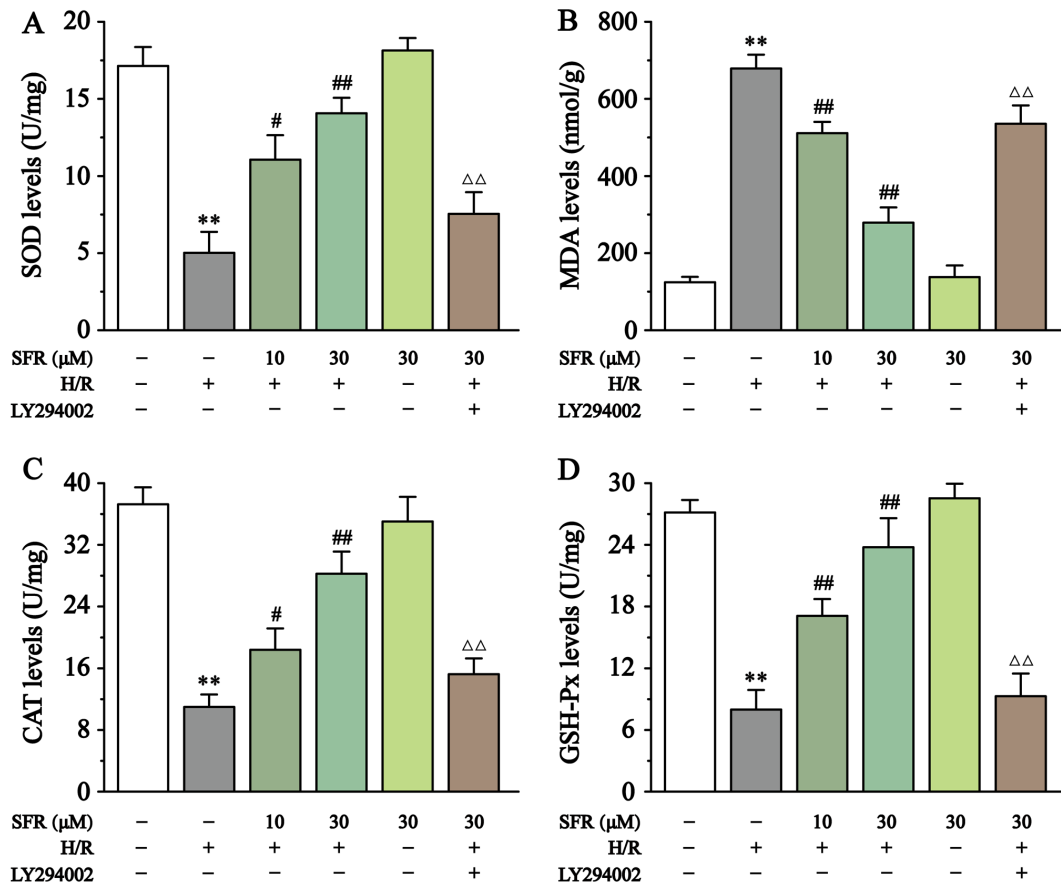 A
SOD levels (U/mg)
20
15
10
5
0
**
#
##
△△
SFR (μM) – – 10 30 30 30
H/R – + + + – +
LY294002 – – – – – +
B
MDA levels (nmol/g)
800
600
400
200
0
**
##
##
△△
SFR (μM) – – 10 30 30 30
H/R – + + + – +
LY294002 – – – – – +
C
CAT levels (U/mg)
40
32
24
16
8
0
**
#
##
△△
SFR (μM) – – 10 30 30 30
H/R – + + + – +
LY294002 – – – – – +
D
GSH-Px levels (U/mg)
30
24
18
12
6
0
**
##
##
△△
SFR (μM) – – 10 30 30 30
H/R – + + + – +
LY294002 – – – – – +